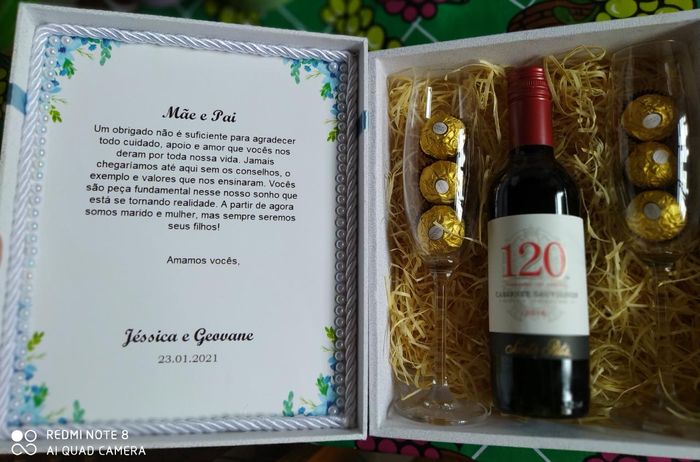 Mãe e Pai
Um obrigado não é suficiente para agradecer
todo cuidado, apoio e amor que vocês nos
deram por toda nossa vida. Jamais
chegaríamos até aqui sem os conselhos, o
exemplo e valores que nos ensinaram. Vocês
são peça fundamental nesse nosso sonho que
está se tornando realidade. A partir de agora
somos marido e mulher, mas sempre seremos
seus filhos!
Amamos vocês,
Jéssica e Geovane
23.01.2021
120
CABERNET SAUVIGNON
REDMI NOTE 8
AI QUAD CAMERA